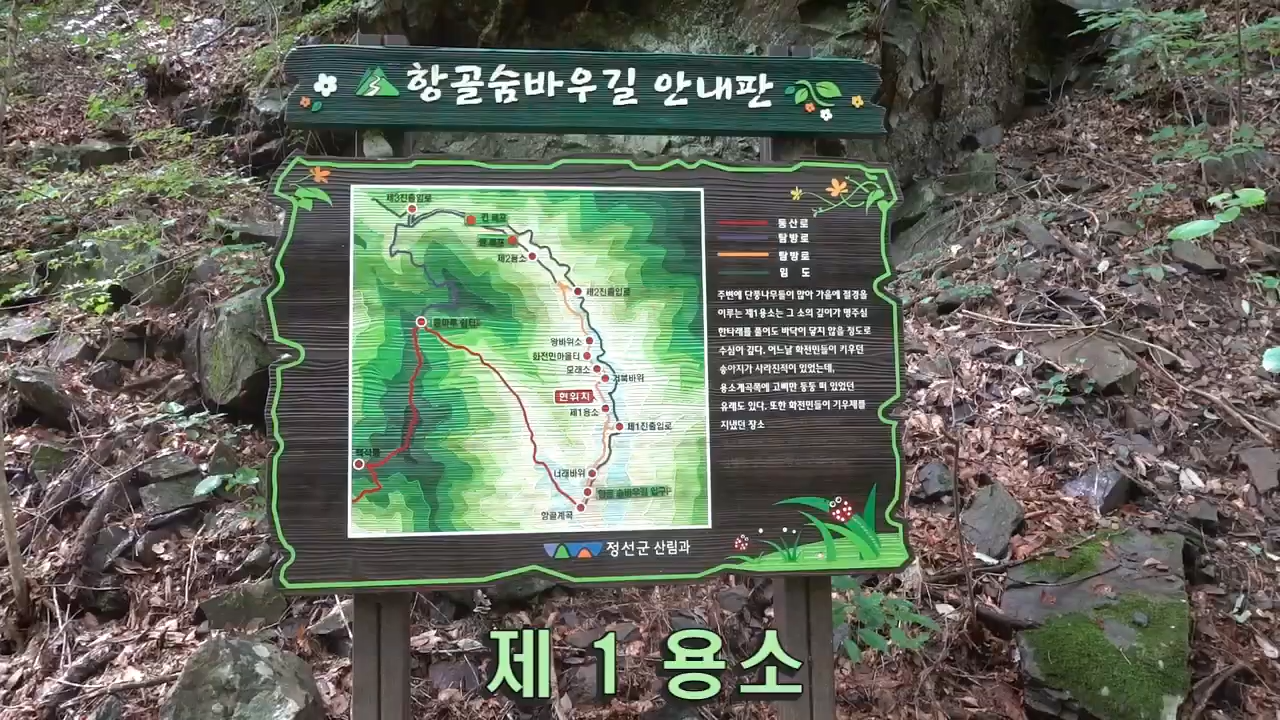 항골숨바우길 안내판
제3진출입로
긴 폭포
제2용소
제2진출입로
왕바위소
화전민마을터
모래소
거북바위
현위치
제1용소
제1진출입로
너래바위
항골 숨바우길 입구
항골계곡
등산로
탐방로
탐방로
임 도
주변에 단풍나무들이 많아 가을에 절경을
이루는 제1용소는 그 소의 깊이가 명주실
한타래를 풀어도 바닥이 닿지 않을 정도로
수심이 깊다. 어느날 화전민들이 키우던
송아지가 사라진적이 있었는데,
용소계곡쪽에 고삐만 둥둥 떠 있었던
유래도 있다. 또한 화전민들이 기우제를
지냈던 장소
정선군 산림과
제 1 용소